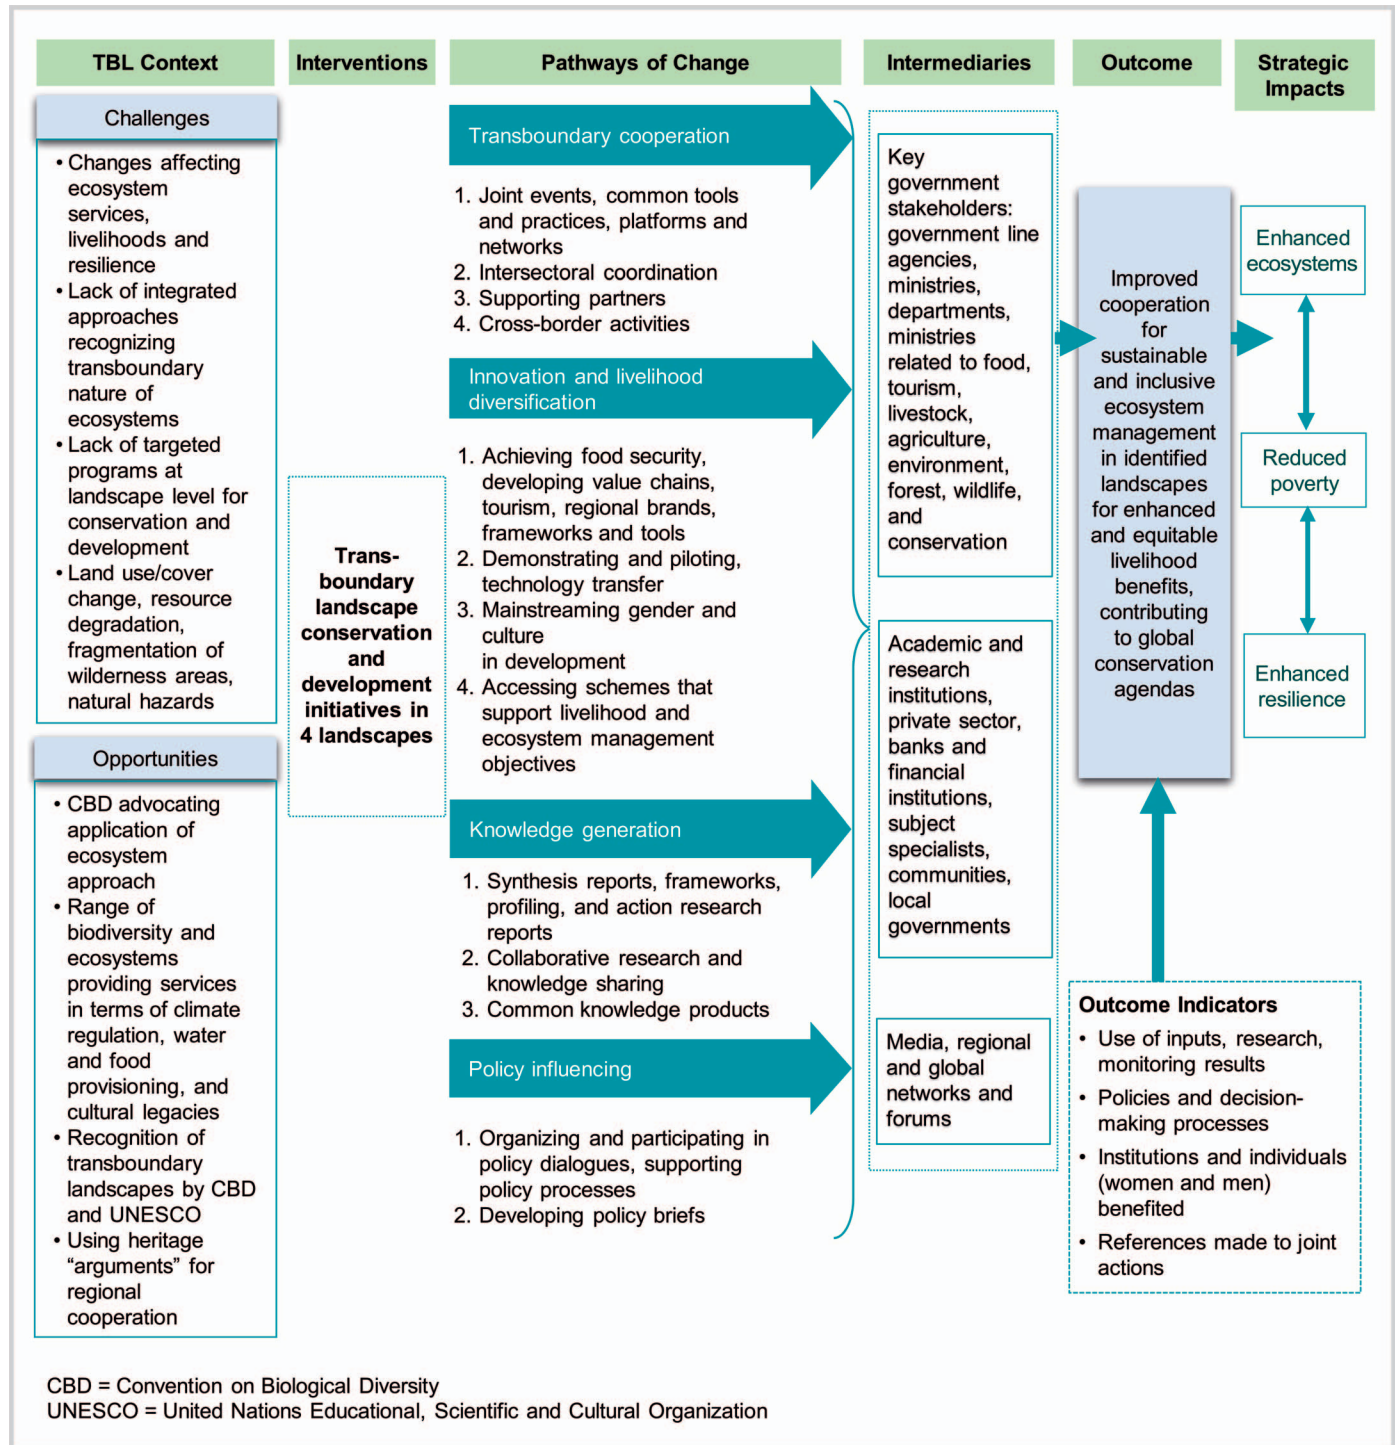 TBL Context
Interventions
Pathways of Change
Intermediaries
Outcome
Strategic
Impacts
Challenges
• Changes affecting
ecosystem
services,
livelihoods and
resilience
• Lack of integrated
approaches
recognizing
transboundary
nature of
ecosystems
• Lack of targeted
programs at
landscape level for
conservation and
development
• Land use/cover
change, resource
degradation,
fragmentation of
wilderness areas,
natural hazards
Opportunities
• CBD advocating
application of
ecosystem
approach
• Range of
biodiversity and
ecosystems
providing services
in terms of climate
regulation, water
and food
provisioning, and
cultural legacies
• Recognition of
transboundary
landscapes by CBD
and UNESCO
• Using heritage
“arguments” for
regional
cooperation
Trans-
boundary
landscape
conservation
and
development
initiatives in
4 landscapes
Transboundary cooperation
1. Joint events, common tools
and practices, platforms and
networks
2. Intersectoral coordination
3. Supporting partners
4. Cross-border activities
Innovation and livelihood
diversification
1. Achieving food security,
developing value chains,
tourism, regional brands,
frameworks and tools
2. Demonstrating and piloting,
technology transfer
3. Mainstreaming gender and
culture
in development
4. Accessing schemes that
support livelihood and
ecosystem management
objectives
Knowledge generation
1. Synthesis reports, frameworks,
profiling, and action research
reports
2. Collaborative research and
knowledge sharing
3. Common knowledge products
Policy influencing
1. Organizing and participating in
policy dialogues, supporting
policy processes
2. Developing policy briefs
Key
government
stakeholders:
government line
agencies,
ministries,
departments,
ministries
related to food,
tourism,
livestock,
agriculture,
environment,
forest, wildlife,
and
conservation
Academic and
research
institutions,
private sector,
banks and
financial
institutions,
subject
specialists,
communities,
local
governments
Media, regional
and global
networks and
forums
Improved
cooperation
for
sustainable
and inclusive
ecosystem
management
in identified
landscapes
for enhanced
and equitable
livelihood
benefits,
contributing
to global
conservation
agendas
Outcome Indicators
• Use of inputs, research,
monitoring results
• Policies and decision-
making processes
• Institutions and individuals
(women and men)
benefited
• References made to joint
actions
Enhanced
ecosystems
Reduced
poverty
Enhanced
resilience
CBD = Convention on Biological Diversity
UNESCO = United Nations Educational, Scientific and Cultural Organization